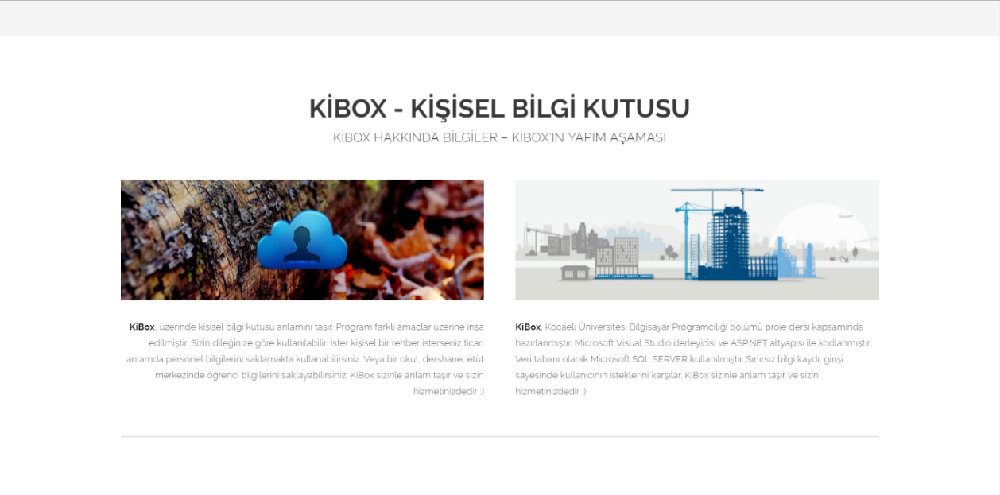 KİBOX - KİŞİSEL BİLGİ KUTUSU
KİBOX HAKKINDA BİLGİLER – KİBOX'IN YAPIM AŞAMASI
KiBox, üzerinde kişisel bilgi kutusu anlamını taşır. Program farklı amaçlar üzerine inşa
edilmiştir. Sizin dileğinize göre kullanılabilir. İster kişisel bir rehber isterseniz ticari
anlamda personel bilgilerini saklamakta kullanabilirsiniz. Veya bir okul, dershane, etüt
merkezinde öğrenci bilgilerini saklayabilirsiniz. KiBox sizinle anlam taşır ve sizin
hizmetinizdedir :)
KiBox, Kocaeli Üniversitesi Bilgisayar Programcılığı bölümü proje dersi kapsamında
hazırlanmıştır. Microsoft Visual Studio derleyicisi ve ASP.NET altyapısı ile kodlanmıştır.
Veri tabanı olarak Microsoft SQL SERVER kullanılmıştır. Sınırsız bilgi kaydı, girişi
sayesinde kullanıcının isteklerini karşılar. KiBox sizinle anlam taşır ve sizin
hizmetinizdedir :)